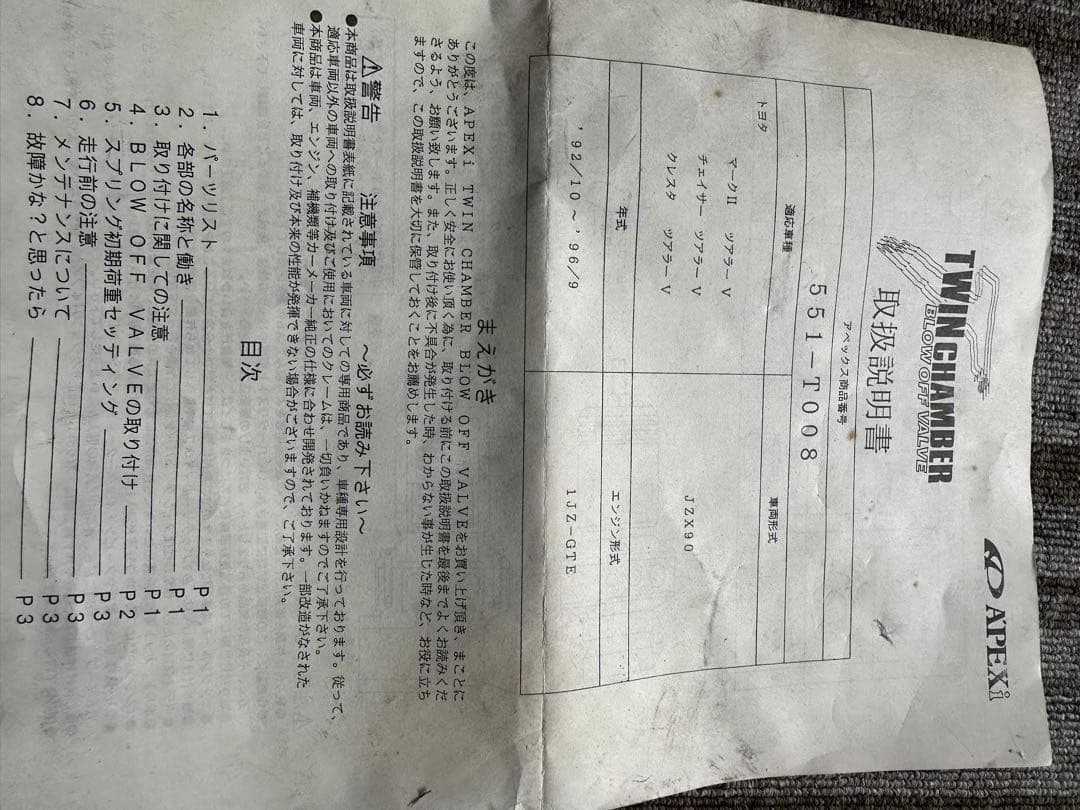 APEXi
TWIN CHAMBER
BLOW OFF VALVE
取扱説明書
アペックス商品番号
551-T008
適応車種
車両形式
トヨタ
マークII ツアラーV
チェイサー ツアラーV
クレスタ ツアラーV
JZX90
年式
エンジン形式
'92/10～'96/9
1JZ-GTE
まえがき
この度は、APEXi TWIN CHAMBER BLOW OFF VALVEをお買い上げ頂き、まことに
ありがとうございます。正しく安全にお使い頂く為に、取り付ける前にこの取扱説明書を最後までよくお読みくだ
さるよう、お願い致します。また、取り付け後に不具合が発生した時、わからない事が生じた時など、お役に立ち
ますので、この取扱説明書を大切に保管しておくことをお薦めします。
⚠警告 注意事項 ～必ずお読み下さい～
●本商品は取扱説明書表紙に記載されている車両に対しての専用商品であり、車種専用設計を行っております。従って、
適応車両以外の車両への取り付け及びご使用においてのクレームは、一切負いかねますのでご了承下さい。
●本商品は車両、エンジン、補機類等カーメーカー純正の仕様に合わせ開発されております。一部改造がなされた
車両に対しては、取り付け及び本来の性能が発揮できない場合がございますので、ご了承下さい。
目次
1．パーツリスト P1
2．各部の名称と働き P1
3．取り付けに関しての注意 P1
4．BLOW OFF VALVEの取り付け P2
5．スプリング初期荷重セッティング P3
6．走行前の注意 P3
7．メンテナンスについて P3
8．故障かな？と思ったら P3